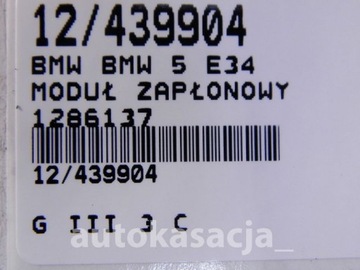 12/439904
BMW BMW 5 E34
MODUŁ ZAPŁONOWY
1286137
12/439904
G III 3 C
autokasacja_